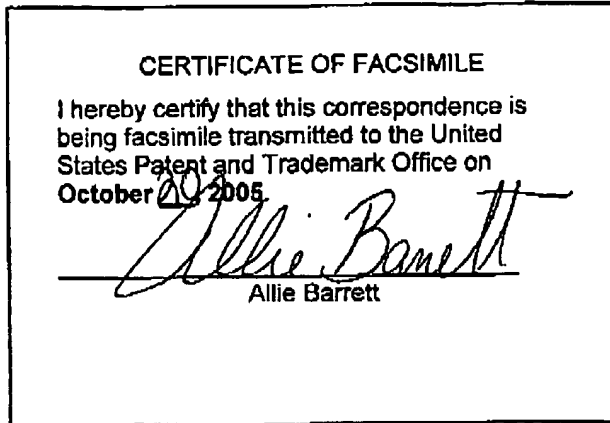 CERTIFICATE OF FACSIMILE
I hereby certify that this correspondence is
being facsimile transmitted to the United
States Patent and Trademark Office on
October 20, 2005.
Allie Barrett
Allie Barrett